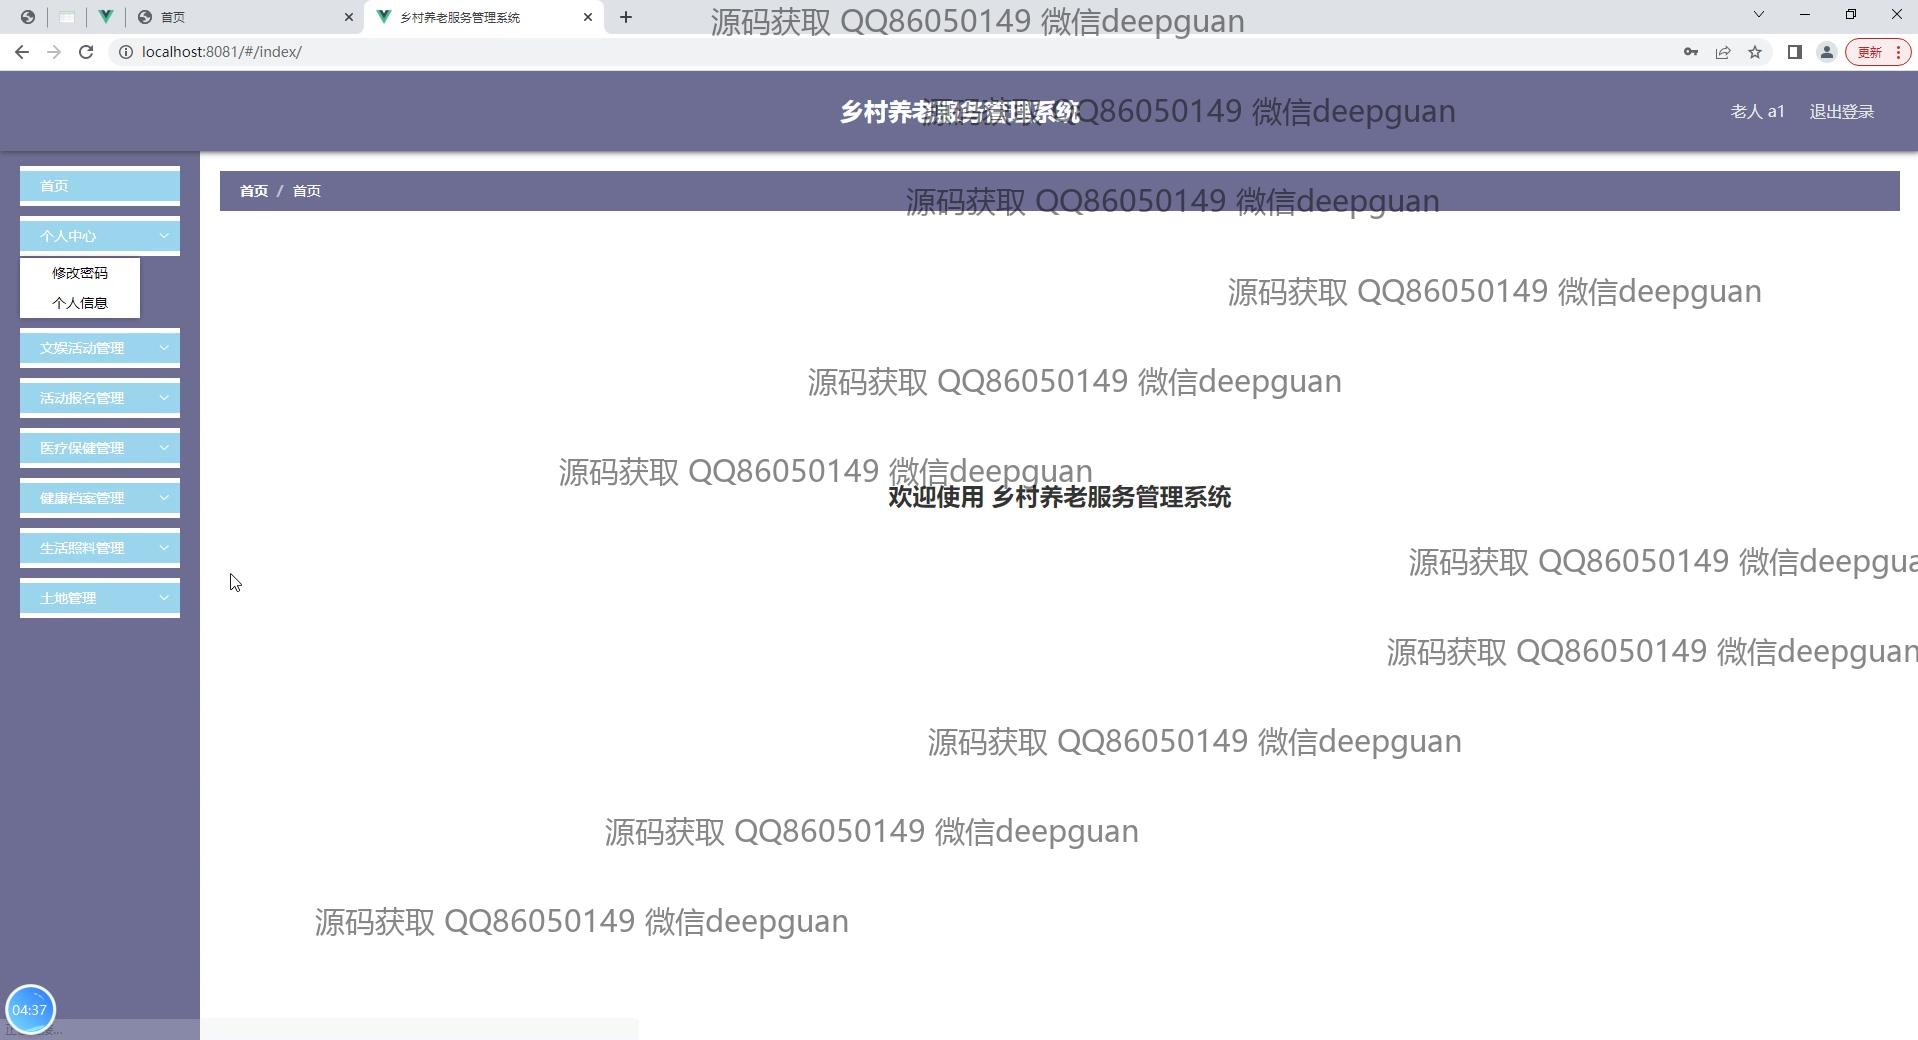 首页
乡村养老服务管理系统
源码获取 QQ86050149 微信deepguan
localhost:8081/#/index/
更新
乡村养老服务管理系统
源码获取 QQ86050149 微信deepguan
老人 a1
退出登录
首页
首页 / 首页
源码获取 QQ86050149 微信deepguan
个人中心
修改密码
个人信息
源码获取 QQ86050149 微信deepguan
文娱活动管理
源码获取 QQ86050149 微信deepguan
活动报名管理
医疗保健管理
源码获取 QQ86050149 微信deepguan
欢迎使用 乡村养老服务管理系统
健康档案管理
生活照料管理
源码获取 QQ86050149 微信deepgua
土地管理
源码获取 QQ86050149 微信deepguan
源码获取 QQ86050149 微信deepguan
源码获取 QQ86050149 微信deepguan
源码获取 QQ86050149 微信deepguan
04:37